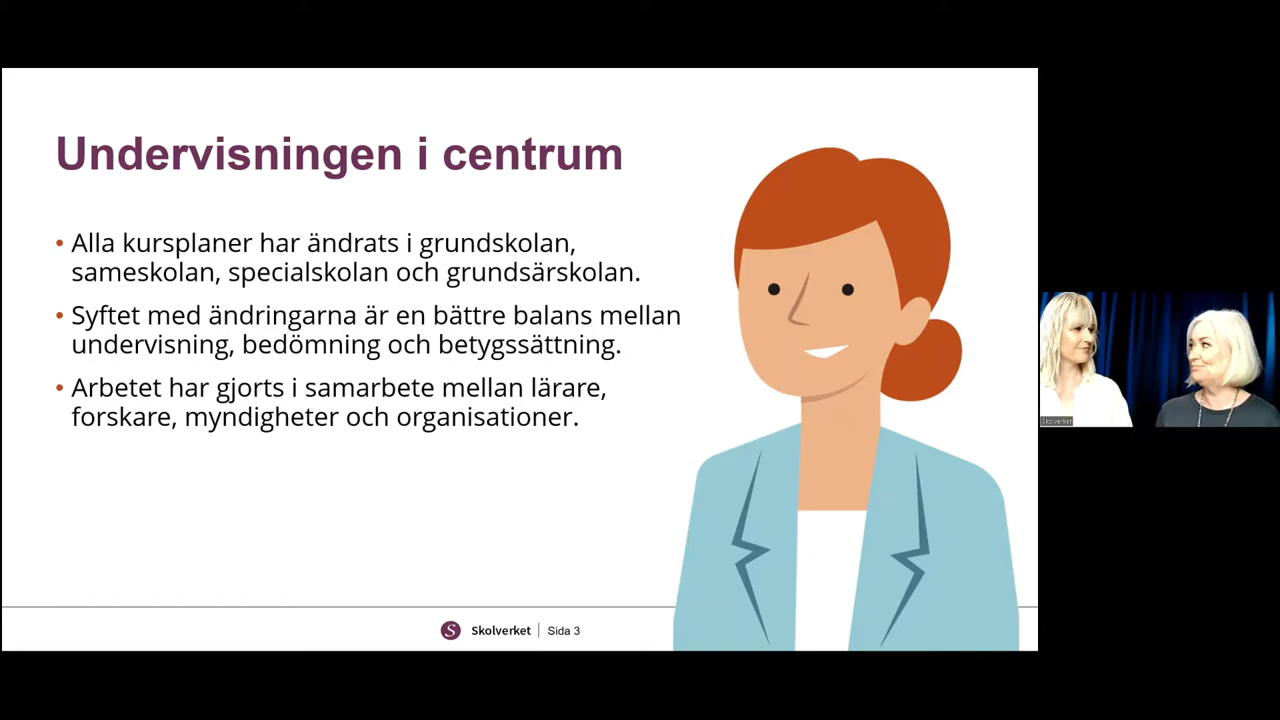 Undervisningen i centrum
• Alla kursplaner har ändrats i grundskolan,
sameskolan, specialskolan och grundsärskolan.
• Syftet med ändringarna är en bättre balans mellan
undervisning, bedömning och betygssättning.
• Arbetet har gjorts i samarbete mellan lärare,
forskare, myndigheter och organisationer.
S Skolverket | Sida 3
Skolverket